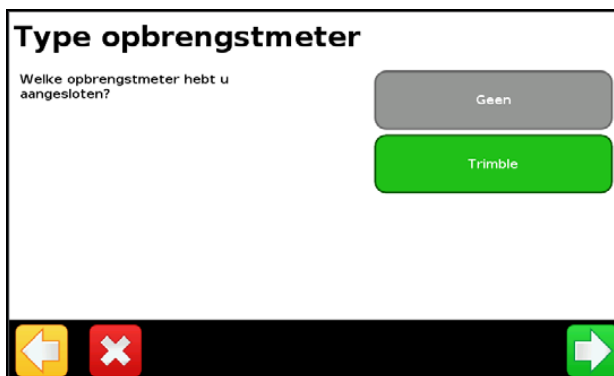 Type opbrengstmeter
Welke opbrengstmeter hebt u
aangesloten?
Geen
Trimble